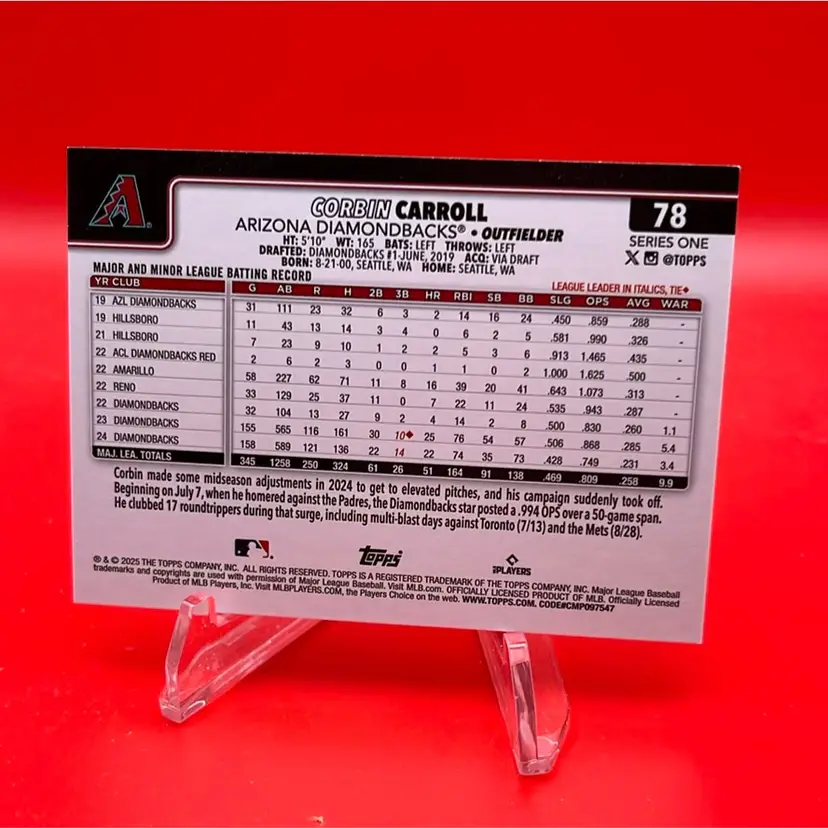 A
CORBIN CARROLL
78
ARIZONA DIAMONDBACKS® • OUTFIELDER
SERIES ONE
HT: 5'10" WT: 165 BATS: LEFT THROWS: LEFT
X @TOPPS
DRAFTED: DIAMONDBACKS #1-JUNE, 2019 ACQ: VIA DRAFT
BORN: 8-21-00, SEATTLE, WA HOME: SEATTLE, WA
MAJOR AND MINOR LEAGUE BATTING RECORD
LEAGUE LEADER IN ITALICS, TIE◆
YR CLUB G AB R H 2B 3B HR RBI SB BB SLG OPS AVG WAR
19 AZL DIAMONDBACKS 31 111 23 32 6 3 2 14 16 24 .450 .859 .288 -
19 HILLSBORO 11 43 13 14 3 4 0 6 2 5 .581 .990 .326 -
21 HILLSBORO 7 23 9 10 1 2 2 5 3 6 .913 1.465 .435 -
22 ACL DIAMONDBACKS RED 2 6 2 3 0 0 1 1 0 2 1.000 1.625 .500 -
22 AMARILLO 58 227 62 71 11 8 16 39 20 41 .643 1.073 .313 -
22 RENO 33 129 25 37 11 0 7 22 11 24 .535 .943 .287 -
22 DIAMONDBACKS 32 104 13 27 9 2 4 14 2 8 .500 .830 .260 1.1
23 DIAMONDBACKS 155 565 116 161 30 10◆ 25 76 54 57 .506 .868 .285 5.4
24 DIAMONDBACKS 158 589 121 136 22 14 22 74 35 73 .428 .749 .231 3.4
MAJ. LEA. TOTALS 345 1258 250 324 61 26 51 164 91 138 .469 .809 .258 9.9
Corbin made some midseason adjustments in 2024 to get to elevated pitches, and his campaign suddenly took off.
Beginning on July 7, when he homered against the Padres, the Diamondbacks star posted a .994 OPS over a 50-game span.
He clubbed 17 roundtrippers during that surge, including multi-blast days against Toronto (7/13) and the Mets (8/28).
Topps
PLAYERS
® & © 2025 THE TOPPS COMPANY, INC. ALL RIGHTS RESERVED. TOPPS IS A REGISTERED TRADEMARK OF THE TOPPS COMPANY, INC. Major League Baseball
trademarks and copyrights are used with permission of Major League Baseball. Visit MLB.com. OFFICIALLY LICENSED PRODUCT OF MLB. Officially Licensed
Product of MLB Players, Inc. Visit MLBPLAYERS.COM, the Players Choice on the web. WWW.TOPPS.COM. CODE#CMP097547